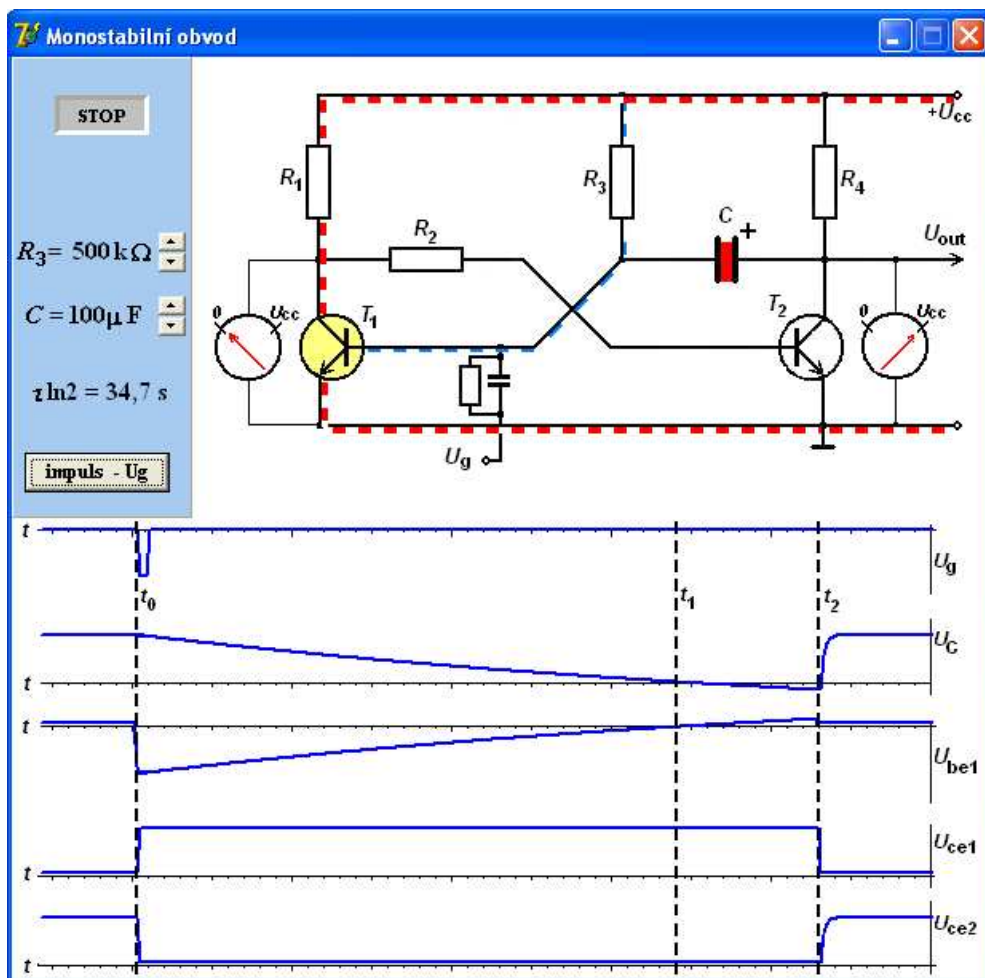 Monostabilní obvod
STOP
R3 = 500 kΩ
C = 100µ F
τ ln2 = 34,7 s
impuls - Ug
+Ucc
R1
R3
R4
R2
C +
Uout
T1
T2
0 Ucc
0 Ucc
Ug
t Ug
t0 t1 t2
UC
t
Ube1
Uce1
t
Uce2
t